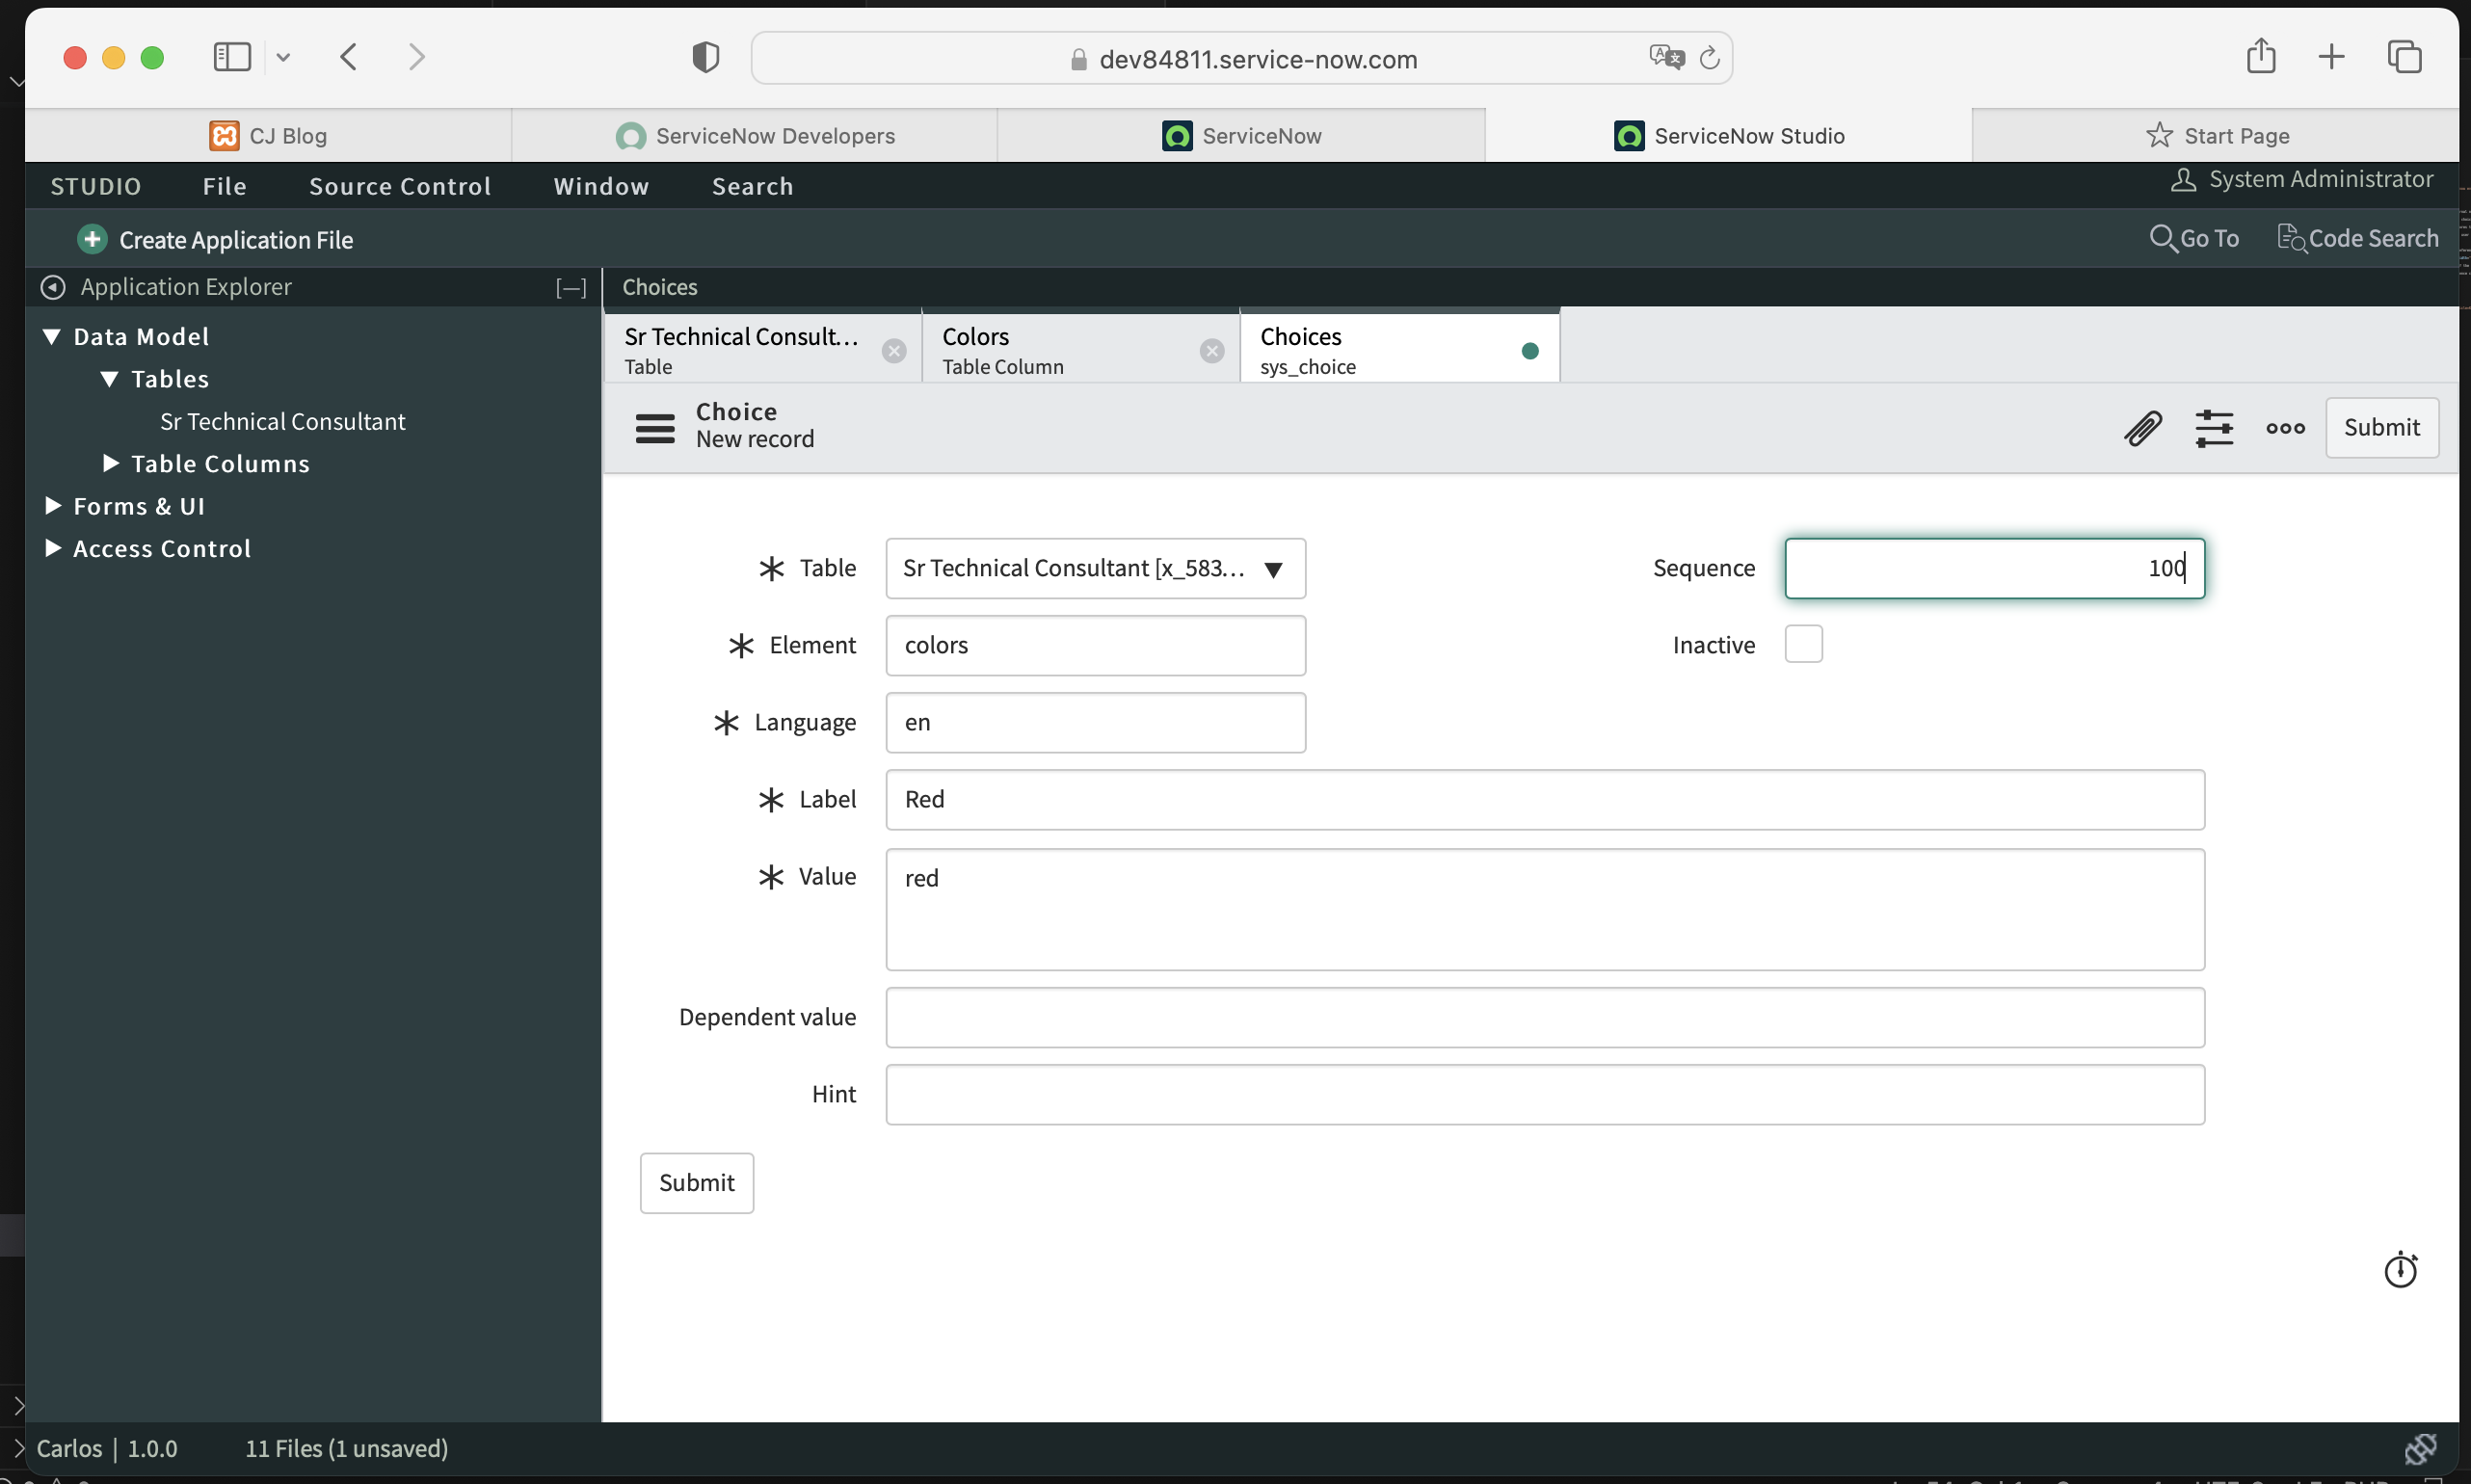 dev84811.service-now.com
CJ Blog
ServiceNow Developers
ServiceNow
ServiceNow Studio
Start Page
STUDIO File Source Control Window Search
System Administrator
Create Application File
Go To Code Search
Application Explorer [—]
Choices
Data Model
Tables
Sr Technical Consultant
Table Columns
Forms & UI
Access Control
Sr Technical Consult...
Table
Colors
Table Column
Choices
sys_choice
Choice
New record
Submit
Table Sr Technical Consultant [x_583...
Sequence 100
Element colors
Inactive
Language en
Label Red
Value red
Dependent value
Hint
Submit
Carlos | 1.0.0 11 Files (1 unsaved)